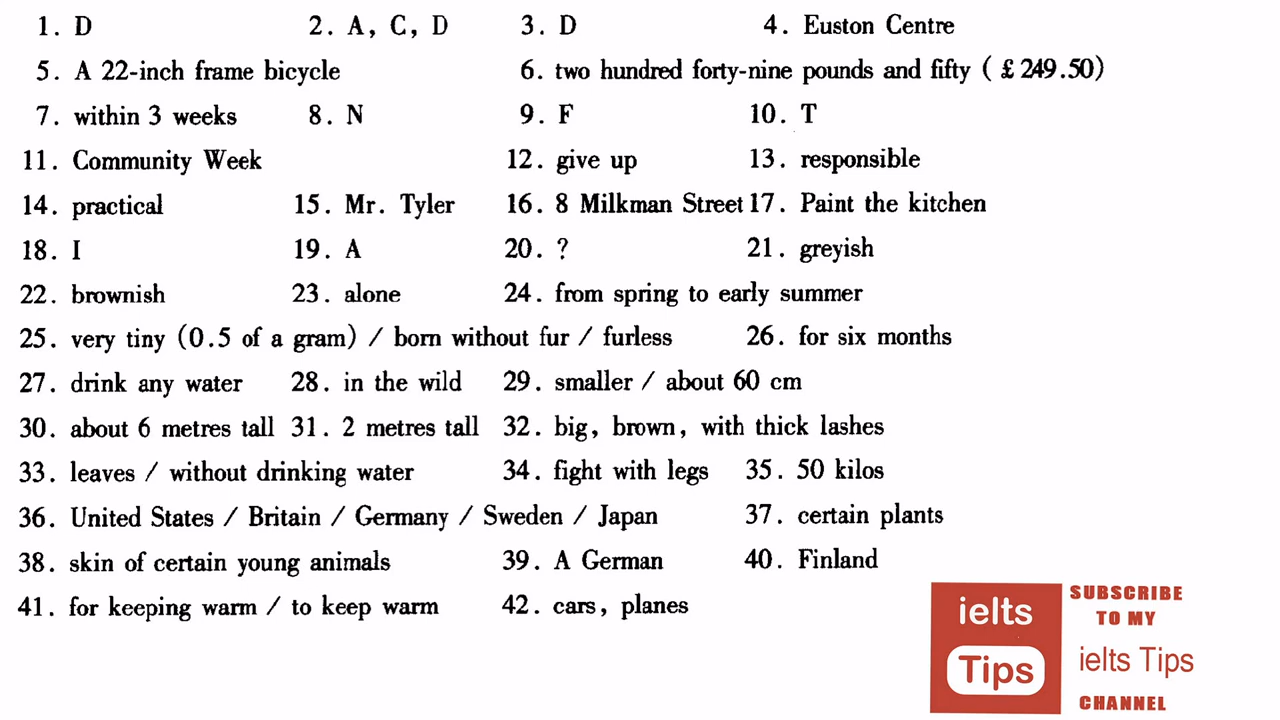 1. D 2. A, C, D 3. D 4. Euston Centre
5. A 22-inch frame bicycle 6. two hundred forty-nine pounds and fifty (£249.50)
7. within 3 weeks 8. N 9. F 10. T
11. Community Week 12. give up 13. responsible
14. practical 15. Mr. Tyler 16. 8 Milkman Street 17. Paint the kitchen
18. I 19. A 20. ? 21. greyish
22. brownish 23. alone 24. from spring to early summer
25. very tiny (0.5 of a gram) / born without fur / furless 26. for six months
27. drink any water 28. in the wild 29. smaller / about 60 cm
30. about 6 metres tall 31. 2 metres tall 32. big, brown, with thick lashes
33. leaves / without drinking water 34. fight with legs 35. 50 kilos
36. United States / Britain / Germany / Sweden / Japan 37. certain plants
38. skin of certain young animals 39. A German 40. Finland
41. for keeping warm / to keep warm 42. cars, planes
ielts
Tips
SUBSCRIBE
TO MY
ielts Tips
CHANNEL